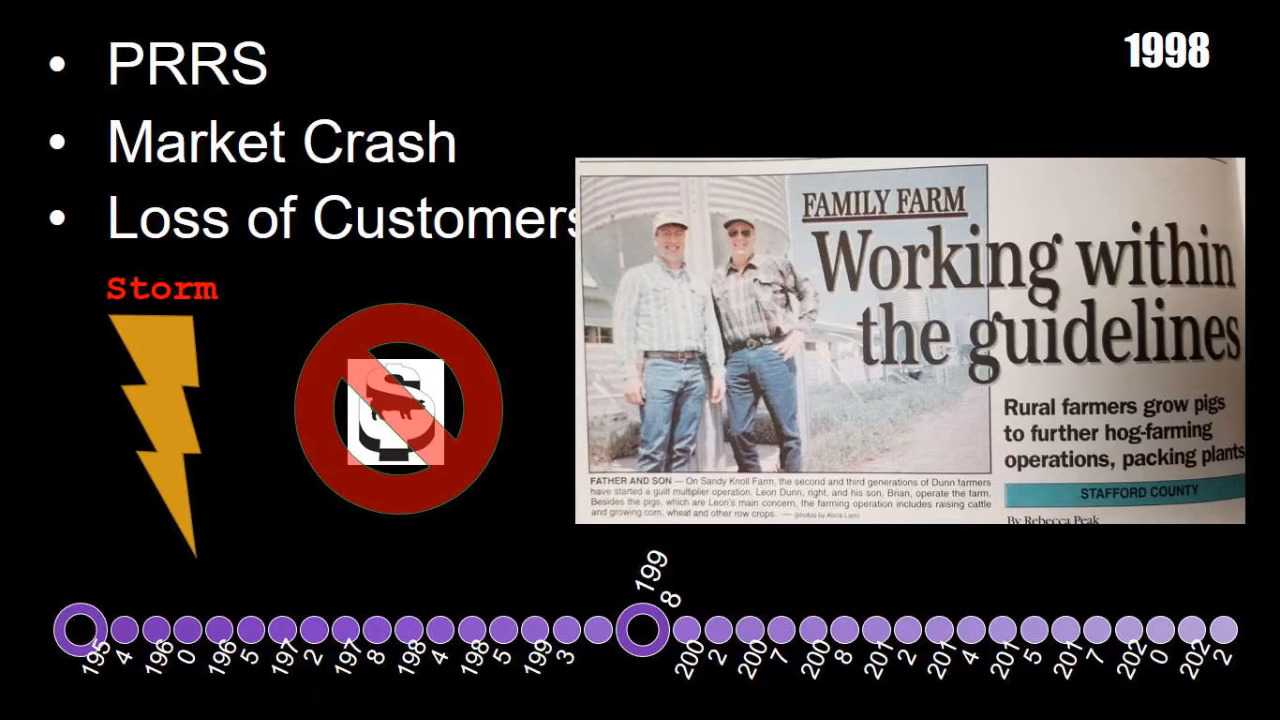 • PRRS
1998
• Market Crash
• Loss of Customers
Storm
S
FAMILY FARM
Working within
the guidelines
Rural farmers grow pigs
to further hog-farming
operations, packing plants
STAFFORD COUNTY
By Rebecca Peak
FATHER AND SON — On Sandy Knoll Farm, the second and third generations of Dunn farmers
have started a guilt multiplier operation. Leon Dunn, right, and his son, Brian, operate the farm.
Besides the pigs, which are Leon's main concern, the farming operation includes raising cattle
and growing corn, wheat and other row crops. — (photos by Alicia Lam)
1954
1960
1965
1972
1978
1984
1985
1993
1998
2002
2007
2008
2012
2014
2015
2017
2020
2022